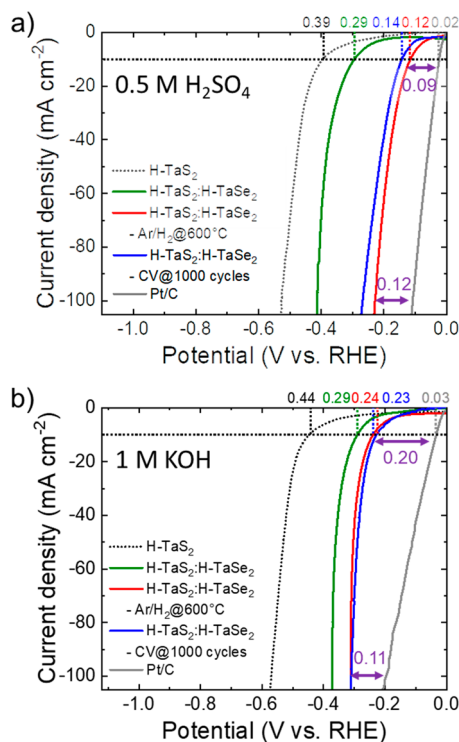 a)
0.39 0.29 0.14 0.12 0.02
0
-20
-40
-60
-80
-100
Current density (mA cm⁻²)
0.5 M H₂SO₄
0.09
H-TaS₂
H-TaS₂:H-TaSe₂
H-TaS₂:H-TaSe₂
- Ar/H₂@600°C
H-TaS₂:H-TaSe₂
- CV@1000 cycles
Pt/C
0.12
-1.0 -0.8 -0.6 -0.4 -0.2 0.0
Potential (V vs. RHE)
b)
0.44 0.29 0.24 0.23 0.03
0
-20
-40
-60
-80
-100
Current density (mA cm⁻²)
1 M KOH
0.20
H-TaS₂
H-TaS₂:H-TaSe₂
H-TaS₂:H-TaSe₂
- Ar/H₂@600°C
H-TaS₂:H-TaSe₂
- CV@1000 cycles
Pt/C
0.11
-1.0 -0.8 -0.6 -0.4 -0.2 0.0
Potential (V vs. RHE)